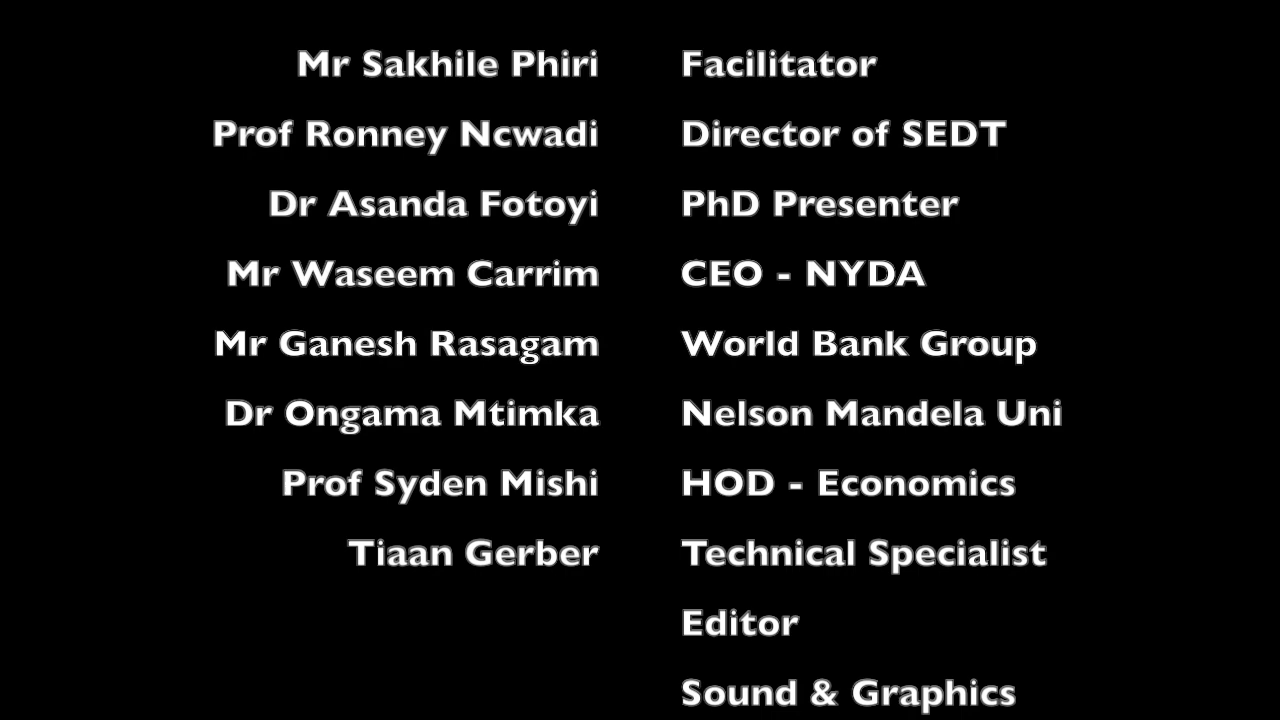 Mr Sakhile Phiri Facilitator
Prof Ronney Ncwadi Director of SEDT
Dr Asanda Fotoyi PhD Presenter
Mr Waseem Carrim CEO - NYDA
Mr Ganesh Rasagam World Bank Group
Dr Ongama Mtimka Nelson Mandela Uni
Prof Syden Mishi HOD - Economics
Tiaan Gerber Technical Specialist
Editor
Sound & Graphics